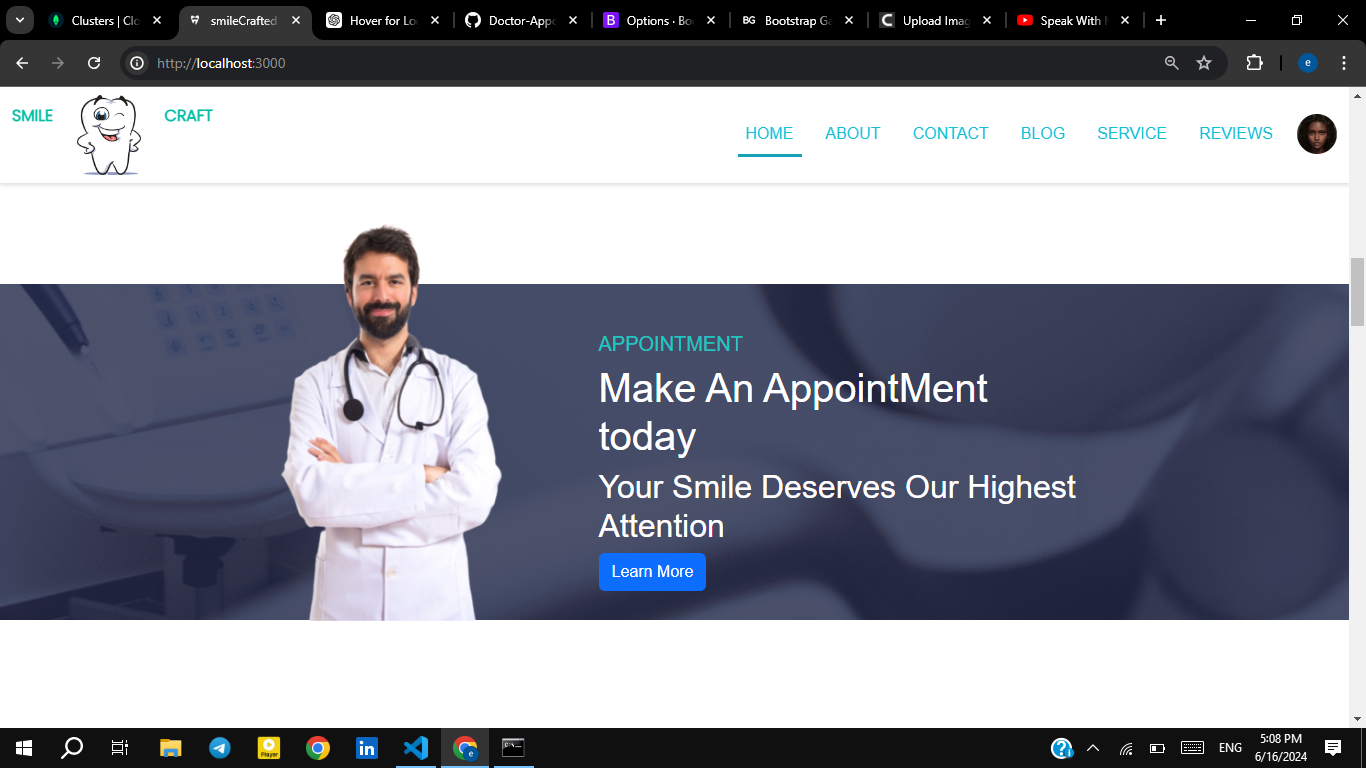 Clusters | Clo
smileCrafted
Hover for Lo
Doctor-Appo
Options · Bo
Bootstrap Ga
Upload Imag
Speak With
http://localhost:3000
SMILE
CRAFT
HOME
ABOUT
CONTACT
BLOG
SERVICE
REVIEWS
APPOINTMENT
Make An AppointMent
today
Your Smile Deserves Our Highest
Attention
Learn More
ENG
5:08 PM
6/16/2024